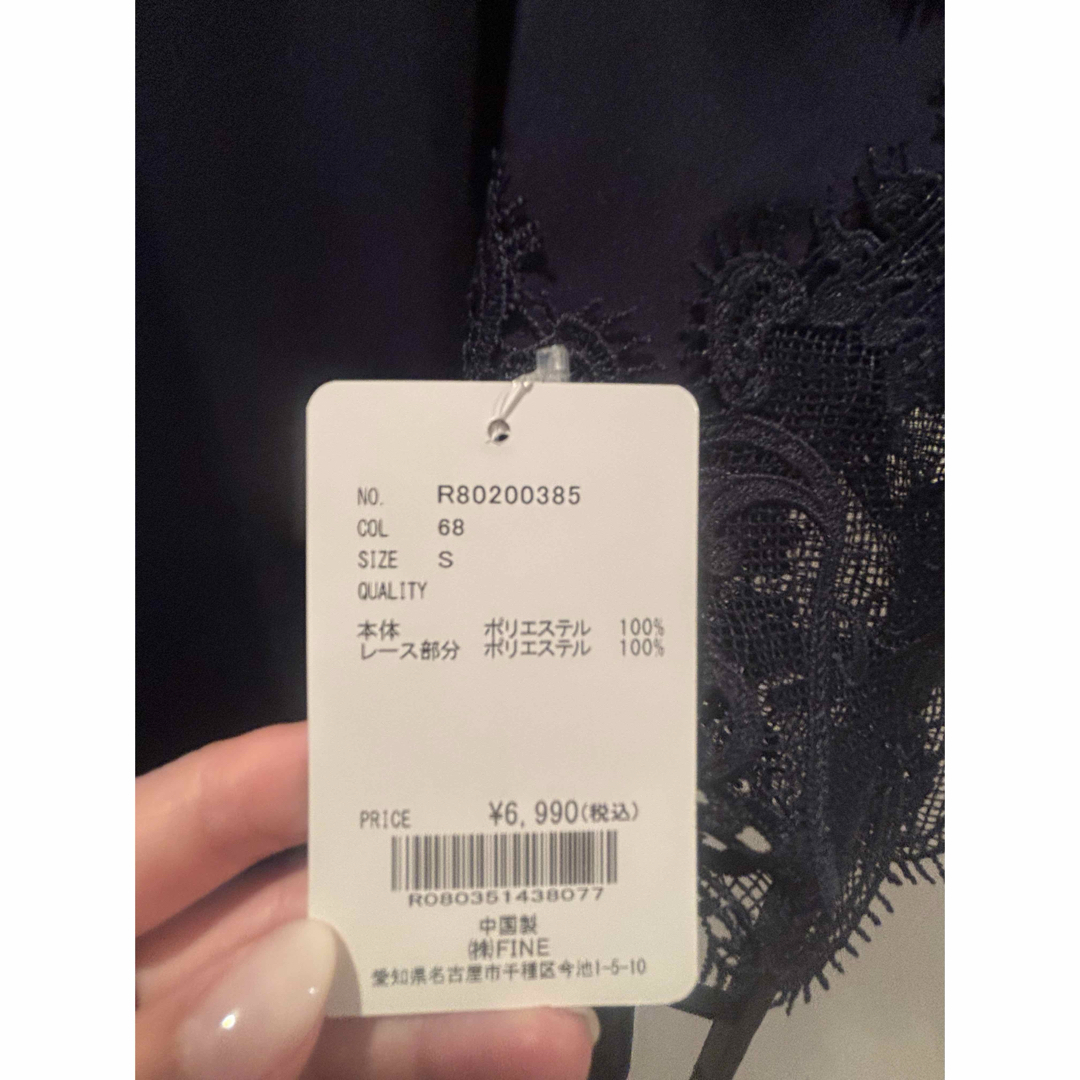 NO. R80200385
COL 68
SIZE S
QUALITY
本体 ポリエステル 100%
レース部分 ポリエステル 100%
PRICE ¥6,990(税込)
R080351438077
中国製
㈱FINE
愛知県名古屋市千種区今池1-5-10